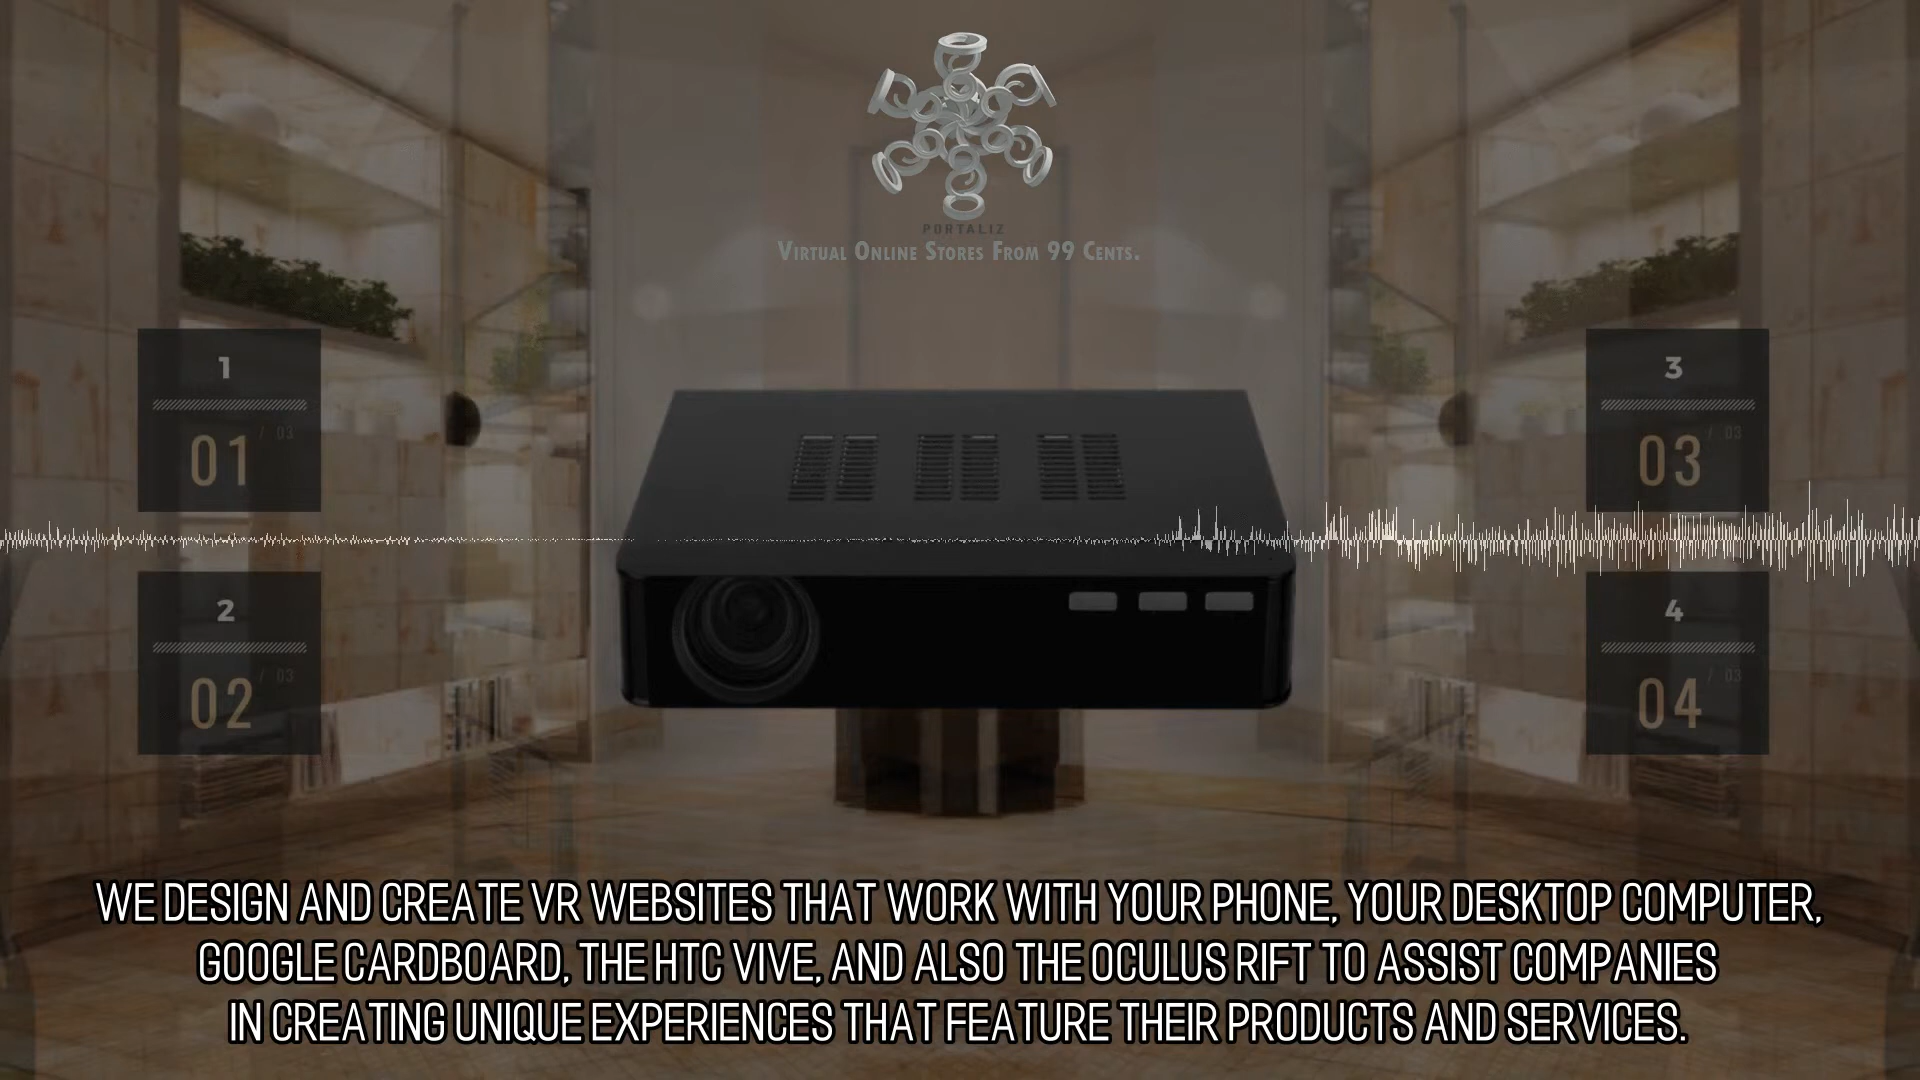 PORTALIZ
VIRTUAL ONLINE STORES FROM 99 CENTS.
1
01 / 03
2
02 / 03
3
03 / 03
4
04 / 03
WE DESIGN AND CREATE VR WEBSITES THAT WORK WITH YOUR PHONE, YOUR DESKTOP COMPUTER,
GOOGLE CARDBOARD, THE HTC VIVE, AND ALSO THE OCULUS RIFT TO ASSIST COMPANIES
IN CREATING UNIQUE EXPERIENCES THAT FEATURE THEIR PRODUCTS AND SERVICES.